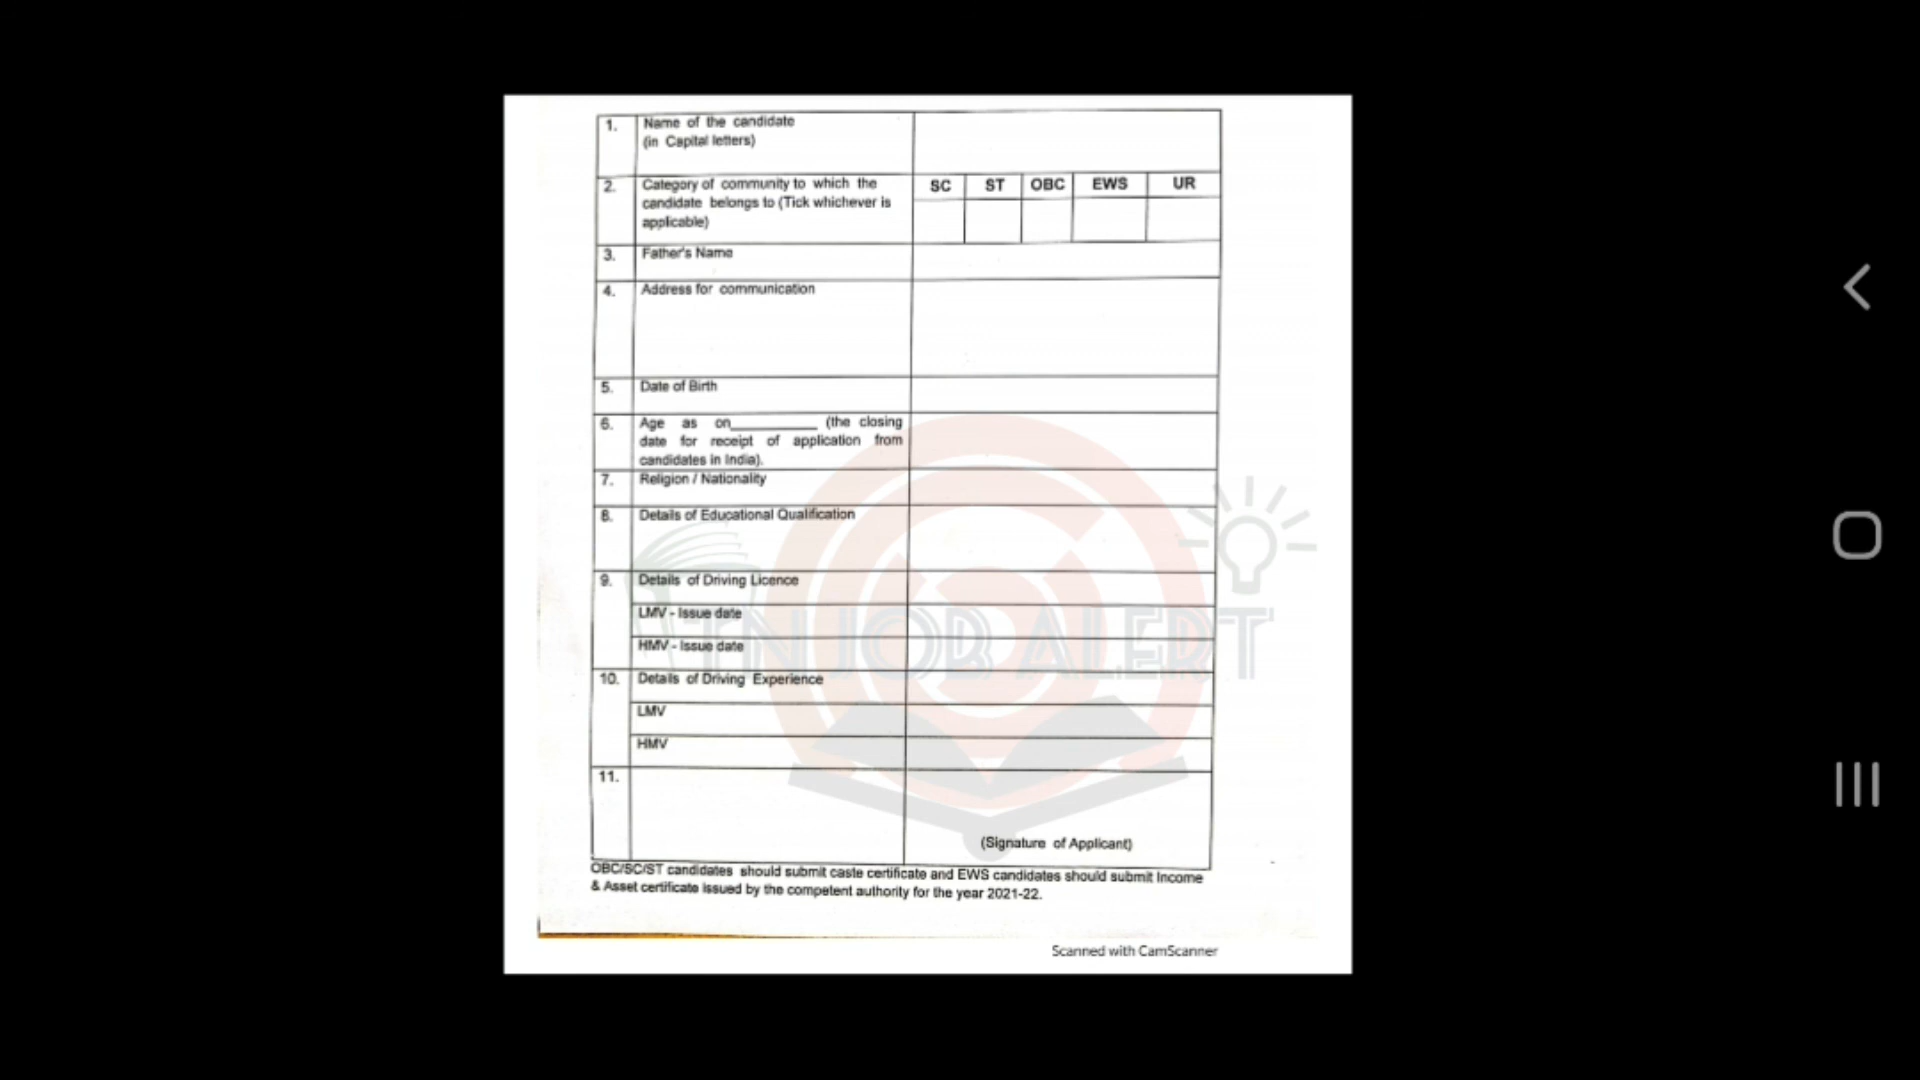 1. Name of the candidate
(in Capital letters)
2. Category of community to which the
candidate belongs to (Tick whichever is
applicable)
SC ST OBC EWS UR
3. Father's Name
4. Address for communication
5. Date of Birth
6. Age as on__________ (the closing
date for receipt of application from
candidates in India).
7. Religion / Nationality
8. Details of Educational Qualification
9. Details of Driving Licence
LMV - Issue date
HMV - Issue date
TN JOB ALERT
10. Details of Driving Experience
LMV
HMV
11.
(Signature of Applicant)
OBC/SC/ST candidates should submit caste certificate and EWS candidates should submit Income
& Asset certificate issued by the competent authority for the year 2021-22.
Scanned with CamScanner